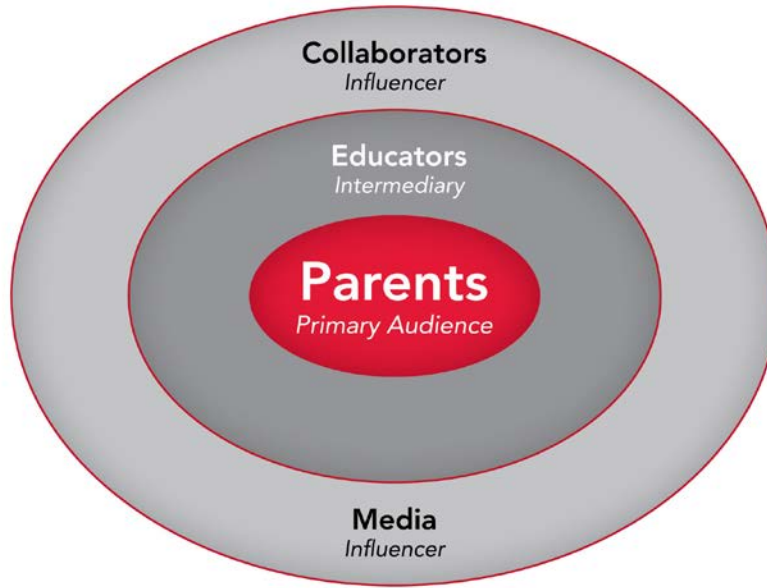 Collaborators
Influencer
Educators
Intermediary
Parents
Primary Audience
Media
Influencer